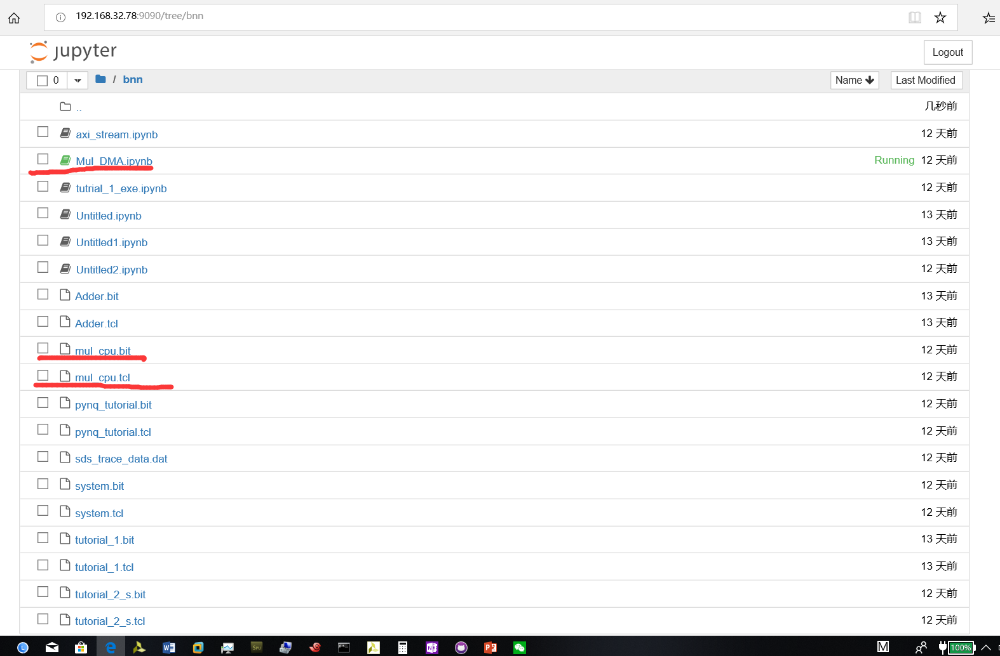 192.168.32.78:9090/tree/bnn
jupyter
Logout
0
/ bnn
Name
Last Modified
..
几秒前
axi_stream.ipynb
12 天前
Mul_DMA.ipynb
Running 12 天前
tutrial_1_exe.ipynb
12 天前
Untitled.ipynb
13 天前
Untitled1.ipynb
13 天前
Untitled2.ipynb
12 天前
Adder.bit
13 天前
Adder.tcl
13 天前
mul_cpu.bit
12 天前
mul_cpu.tcl
12 天前
pynq_tutorial.bit
12 天前
pynq_tutorial.tcl
12 天前
sds_trace_data.dat
12 天前
system.bit
12 天前
system.tcl
12 天前
tutorial_1.bit
13 天前
tutorial_1.tcl
13 天前
tutorial_2_s.bit
12 天前
tutorial_2_s.tcl
12 天前
100%